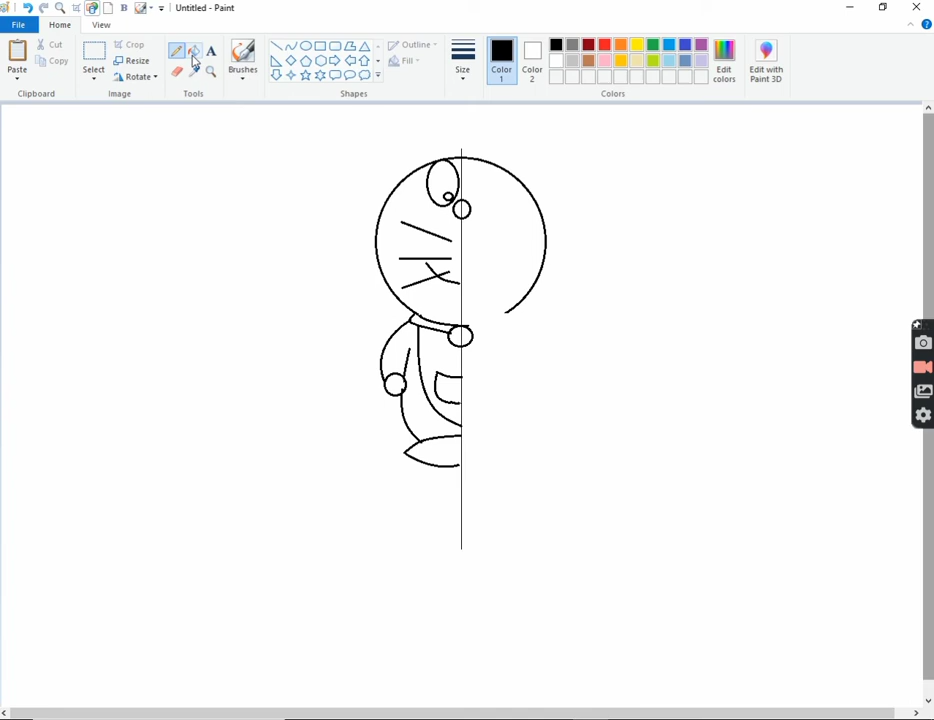 Untitled - Paint
File
Home
View
Paste
Cut
Copy
Clipboard
Select
Crop
Resize
Rotate
Image
A
Tools
Brushes
Shapes
Outline
Fill
Size
Color
1
Color
2
Edit
colors
Colors
Edit with
Paint 3D